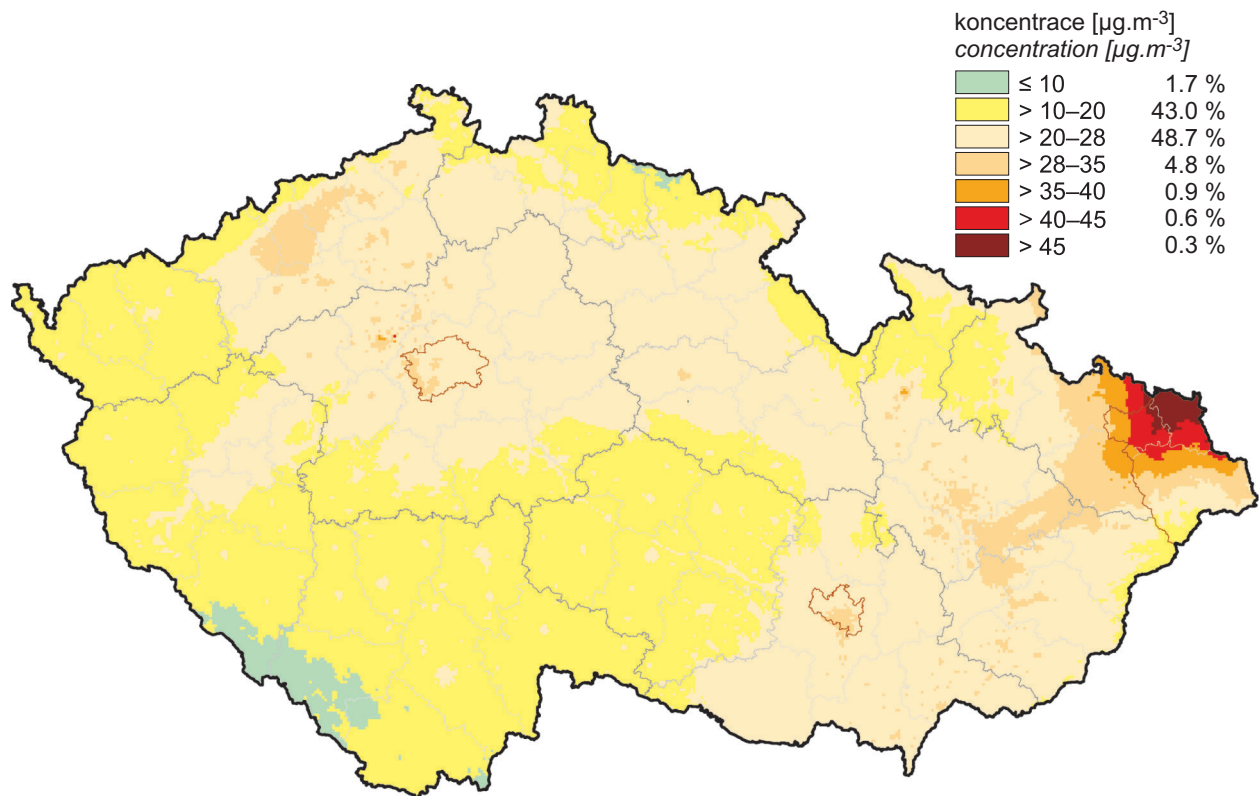 koncentrace [µg.m-3]
concentration [µg.m-3]
≤ 10 1.7 %
> 10–20 43.0 %
> 20–28 48.7 %
> 28–35 4.8 %
> 35–40 0.9 %
> 40–45 0.6 %
> 45 0.3 %